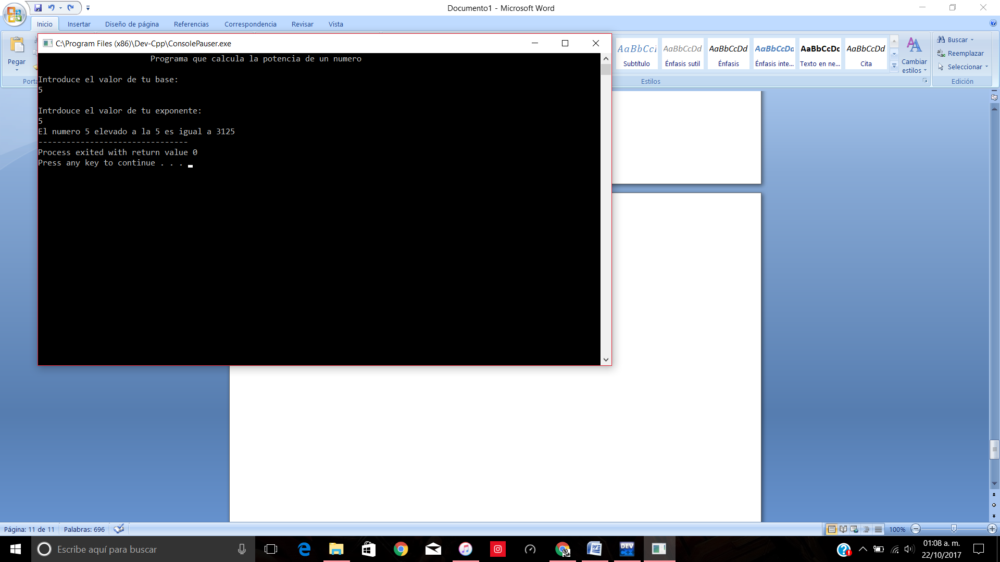 Documento1 - Microsoft Word
Inicio Insertar Diseño de página Referencias Correspondencia Revisar Vista
C:\Program Files (x86)\Dev-Cpp\ConsolePauser.exe
Pegar
Programa que calcula la potencia de un numero
Introduce el valor de tu base:
5
Intrdouce el valor de tu exponente:
5
El numero 5 elevado a la 5 es igual a 3125
--------------------------------
Process exited with return value 0
Press any key to continue . . .
AaBbCcI AaBbCcDd AaBbCcDd AaBbCcDd AaBbCcDc AaBbCcDd
Subtítulo Énfasis sutil Énfasis Énfasis inte... Texto en ne... Cita
Cambiar
estilos
Buscar
Reemplazar
Seleccionar
Estilos
Edición
Página: 11 de 11 Palabras: 696
100%
Escribe aquí para buscar
DEV
C++
01:08 a. m.
22/10/2017